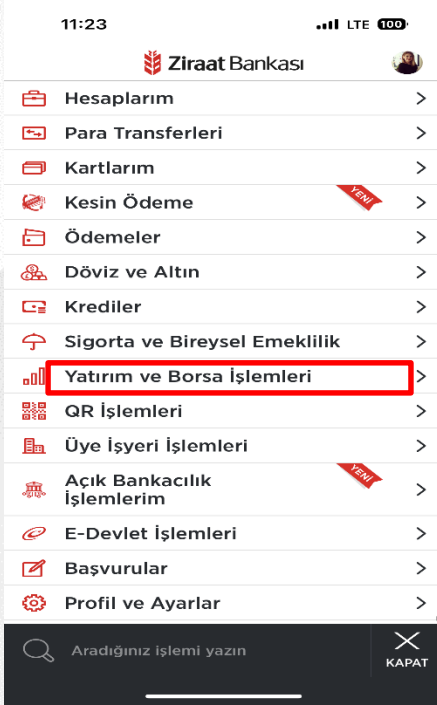 11:23 LTE 100
Ziraat Bankası
Hesaplarım
Para Transferleri
Kartlarım
Kesin Ödeme YENİ
Ödemeler
Döviz ve Altın
Krediler
Sigorta ve Bireysel Emeklilik
Yatırım ve Borsa İşlemleri
QR İşlemleri
Üye İşyeri İşlemleri
Açık Bankacılık YENİ
İşlemlerim
E-Devlet İşlemleri
Başvurular
Profil ve Ayarlar
Aradığınız işlemi yazın
KAPAT